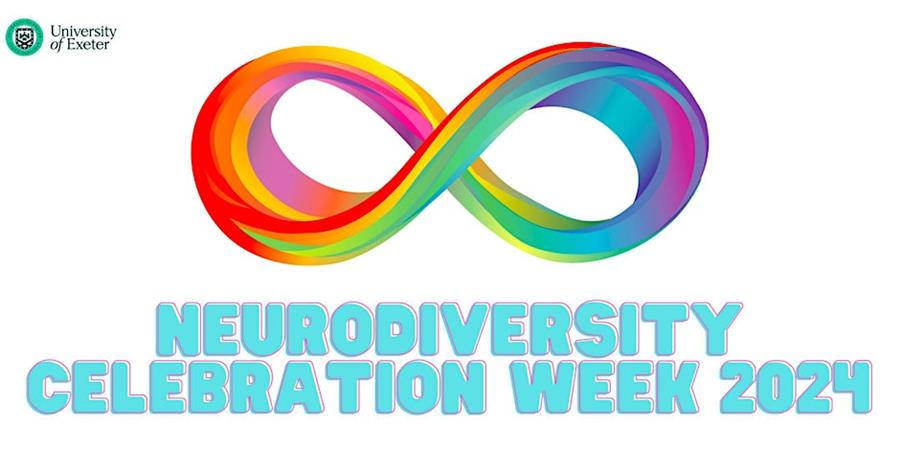 University
of Exeter
NEURODIVERSITY
CELEBRATION WEEK 2024